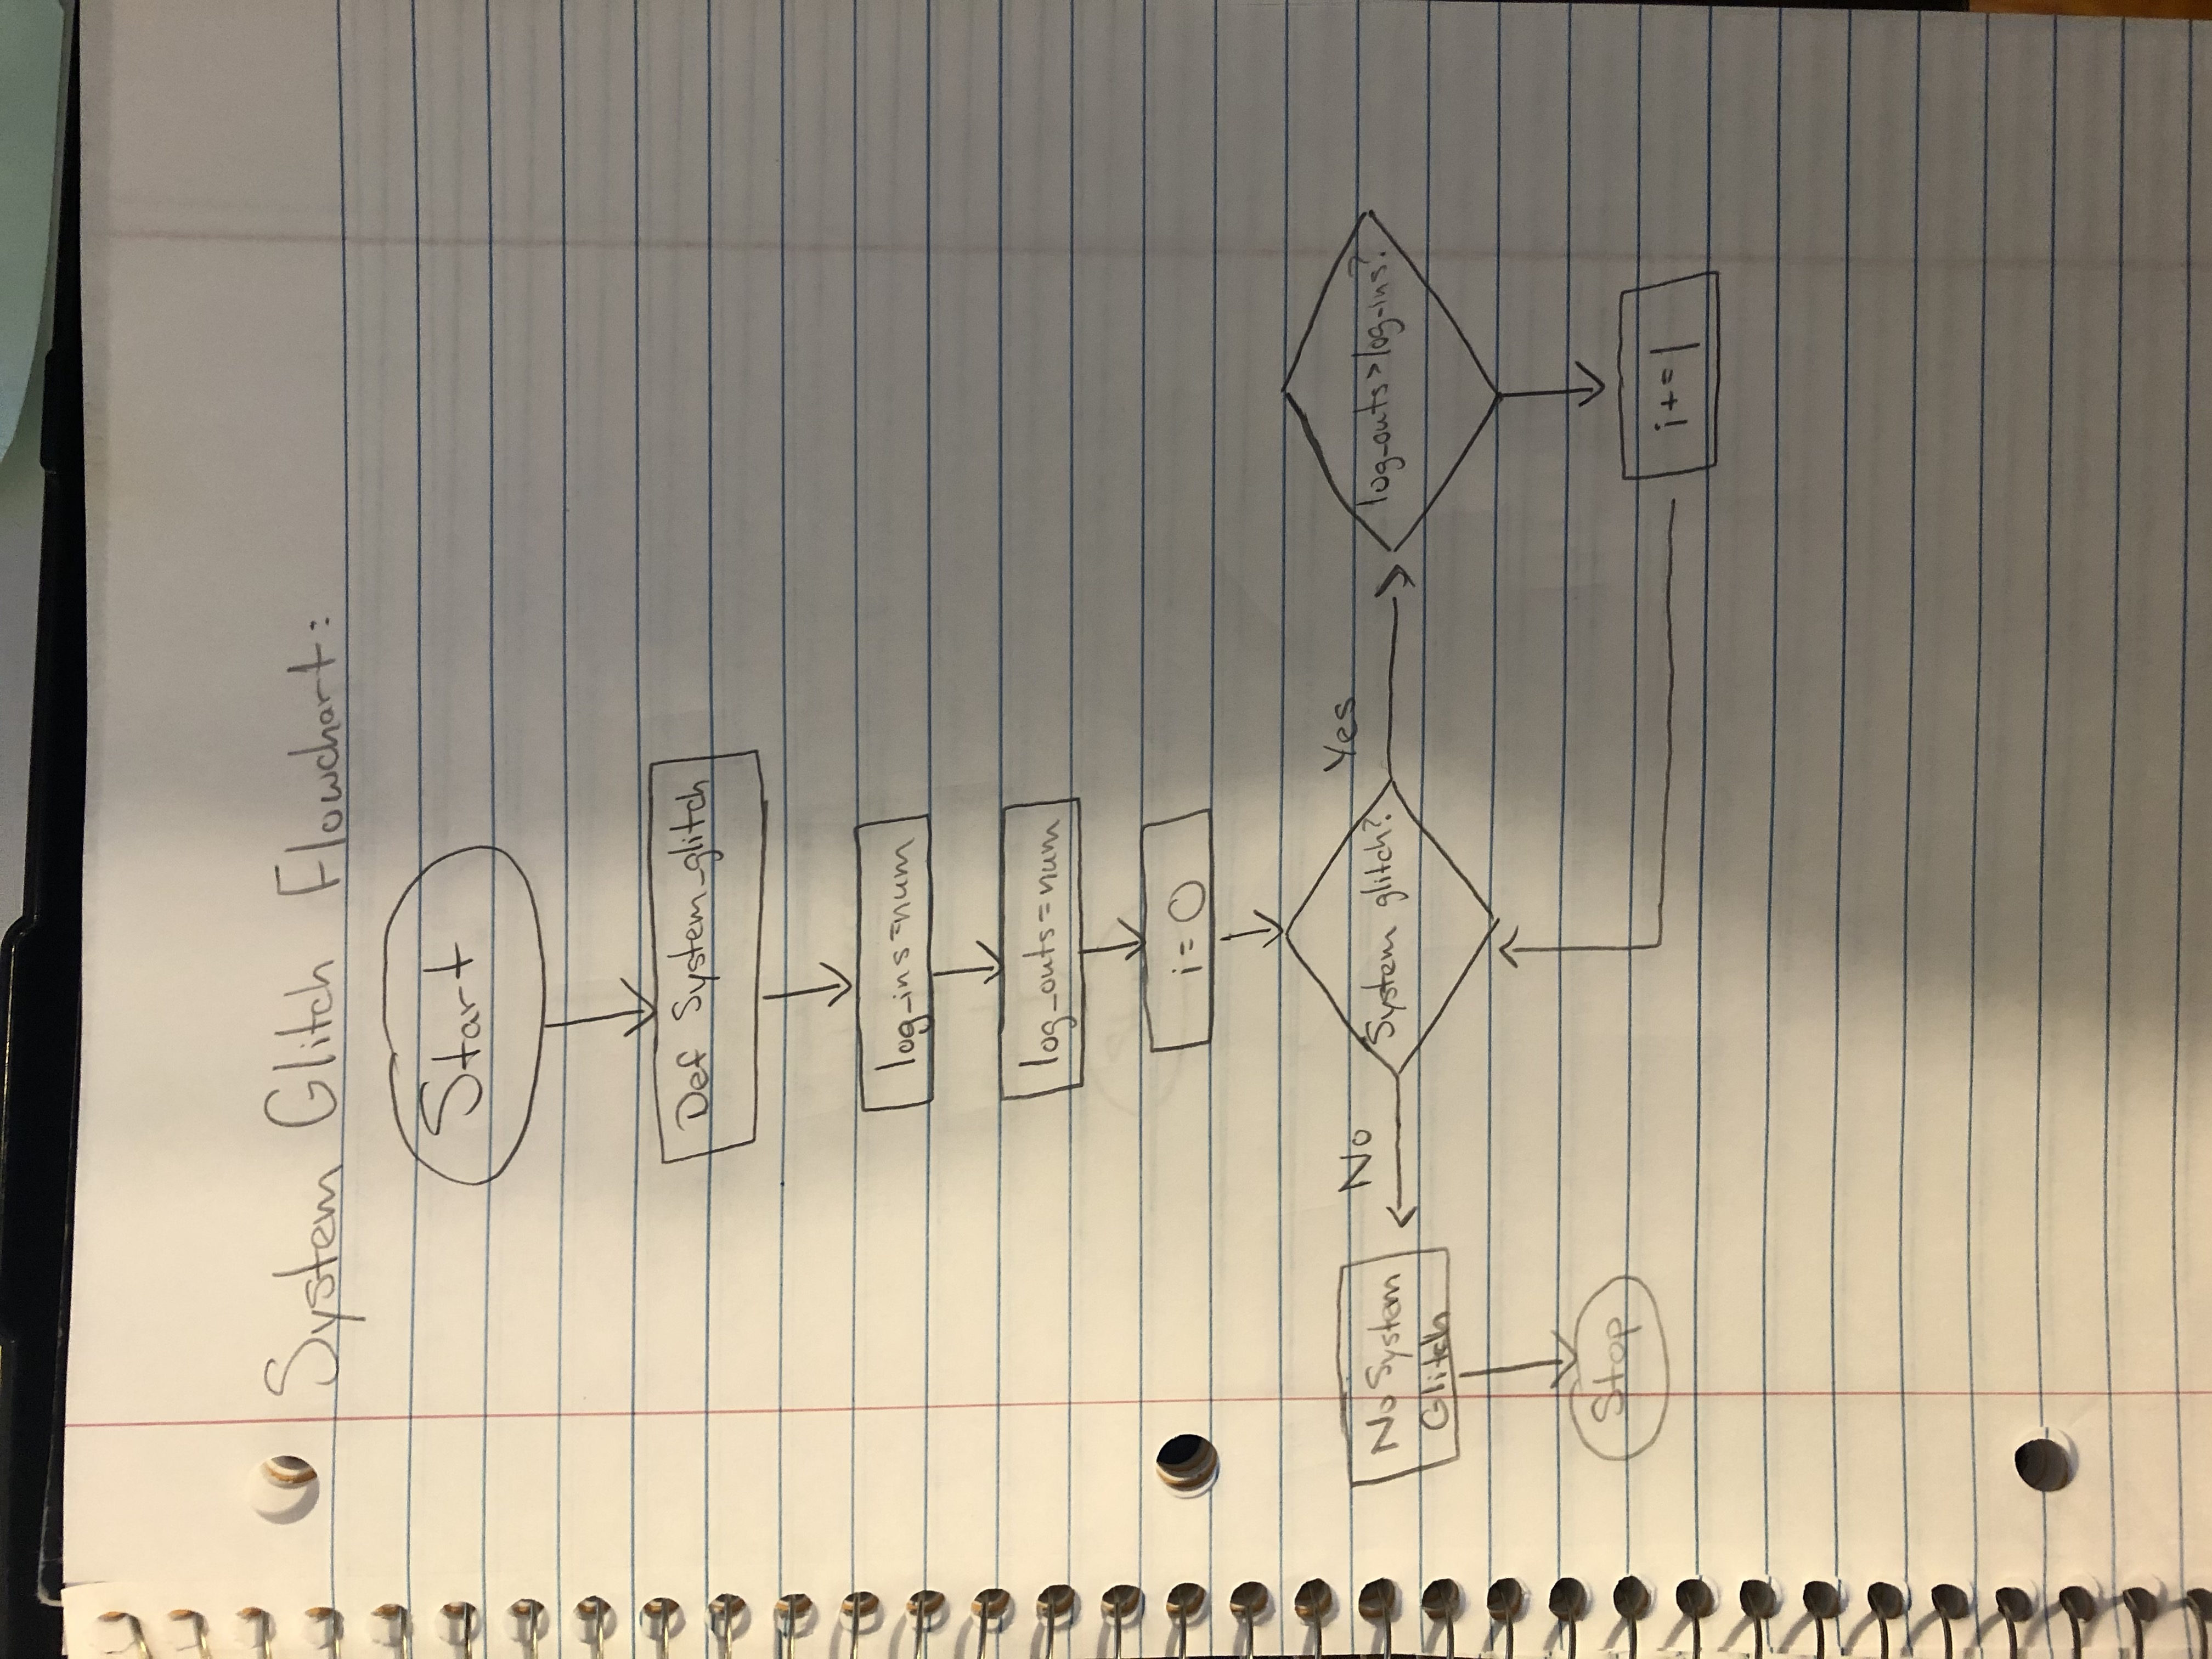 System Glitch Flowchart:
Start
Def System_glitch
log_ins=num
log_outs=num
i=0
No
System glitch?
Yes
log_outs>log_ins?
No System
Glitch
Stop
i+=1